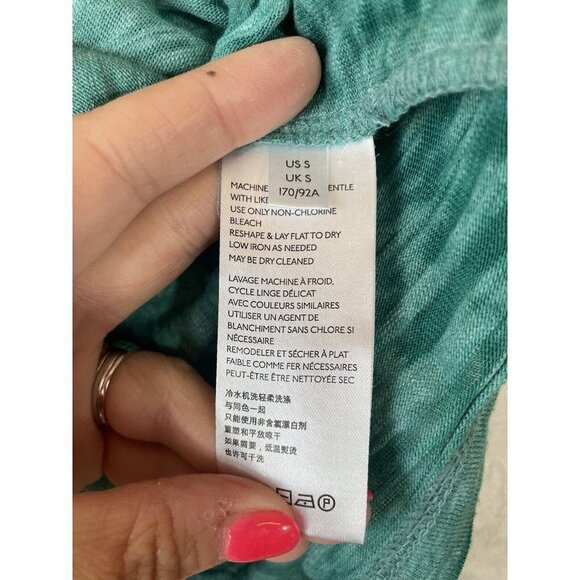 US S
UK S
170/92A
MACHINE ENTLE
WITH LIKE
USE ONLY NON-CHLORINE
BLEACH
RESHAPE & LAY FLAT TO DRY
LOW IRON AS NEEDED
MAY BE DRY CLEANED
LAVAGE MACHINE À FROID,
CYCLE LINGE DÉLICAT
AVEC COULEURS SIMILAIRES
UTILISER UN AGENT DE
BLANCHIMENT SANS CHLORE SI
NÉCESSAIRE
REMODELER ET SÉCHER À PLAT
FAIBLE COMME FER NÉCESSAIRES
PEUT-ÊTRE ÊTRE NETTOYÉE SEC
冷水机洗轻柔洗涤
与同色一起
只能使用非含氯漂白剂
重塑和平放晾干
如果需要，低温熨烫
也许可干洗
P